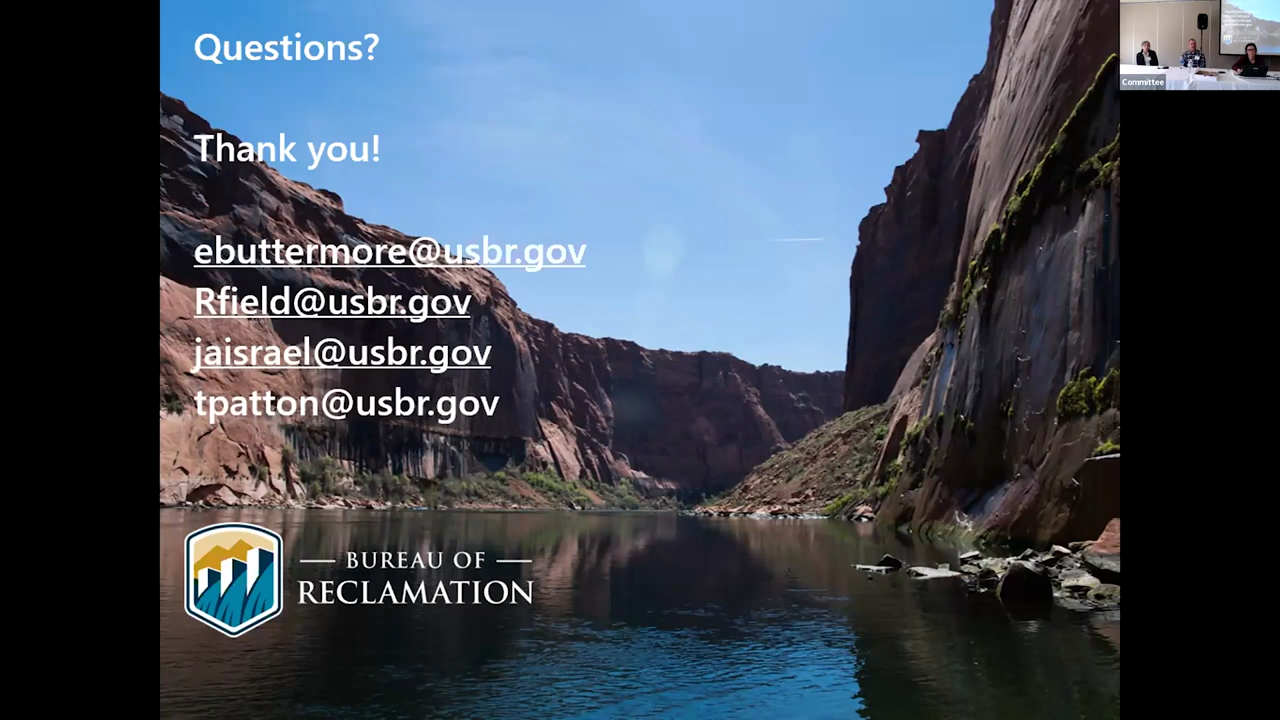 Questions?
Thank you!
ebuttermore@usbr.gov
Rfield@usbr.gov
jaisrael@usbr.gov
tpatton@usbr.gov
BUREAU OF
RECLAMATION
Committee